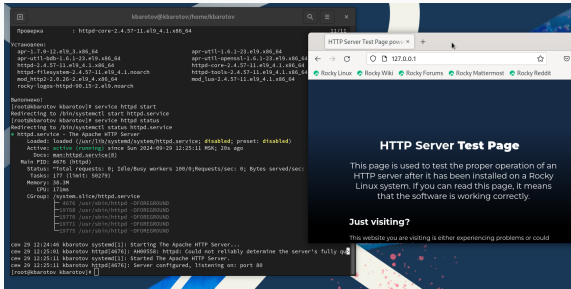 kbarotov@kbarotov:/home/kbarotov
Проверка : httpd-core-2.4.57-11.el9_4.1.x86_64 11/11
Установлен:
apr-1.7.0-12.el9_3.x86_64 apr-util-1.6.1-23.el9.x86_64
apr-util-bdb-1.6.1-23.el9.x86_64 apr-util-openssl-1.6.1-23.el9.x86_64
httpd-2.4.57-11.el9_4.1.x86_64 httpd-core-2.4.57-11.el9_4.1.x86_64
httpd-filesystem-2.4.57-11.el9_4.1.noarch httpd-tools-2.4.57-11.el9_4.1.x86_64
mod_http2-2.0.26-2.el9_4.x86_64 mod_lua-2.4.57-11.el9_4.1.x86_64
rocky-logos-httpd-90.15-2.el9.noarch
Выполнено!
[root@kbarotov kbarotov]# service httpd start
Redirecting to /bin/systemctl start httpd.service
[root@kbarotov kbarotov]# service httpd status
Redirecting to /bin/systemctl status httpd.service
● httpd.service - The Apache HTTP Server
Loaded: loaded (/usr/lib/systemd/system/httpd.service; disabled; preset: disabled)
Active: active (running) since Sun 2024-09-29 12:25:11 MSK; 20s ago
Docs: man:httpd.service(8)
Main PID: 4676 (httpd)
Status: "Total requests: 0; Idle/Busy workers 100/0;Requests/sec: 0; Bytes served/sec:
Tasks: 177 (limit: 50279)
Memory: 38.3M
CPU: 171ms
CGroup: /system.slice/httpd.service
/usr/sbin/httpd -DFOREGROUND
/usr/sbin/httpd -DFOREGROUND
/usr/sbin/httpd -DFOREGROUND
/usr/sbin/httpd -DFOREGROUND
/usr/sbin/httpd -DFOREGROUND
сен 29 12:24:46 kbarotov systemd[1]: Starting The Apache HTTP Server...
сен 29 12:25:01 kbarotov httpd[4676]: AH00558: httpd: Could not reliably determine the server's fully qu>
сен 29 12:25:11 kbarotov systemd[1]: Started The Apache HTTP Server.
сен 29 12:25:11 kbarotov httpd[4676]: Server configured, listening on: port 80
[root@kbarotov kbarotov]#
HTTP Server Test Page powe
127.0.0.1
Rocky Linux Rocky Wiki Rocky Forums Rocky Mattermost Rocky Reddit
HTTP Server Test Page
This page is used to test the proper operation of an
HTTP server after it has been installed on a Rocky
Linux system. If you can read this page, it means
that the software is working correctly.
Just visiting?
This website you are visiting is either experiencing problems or could